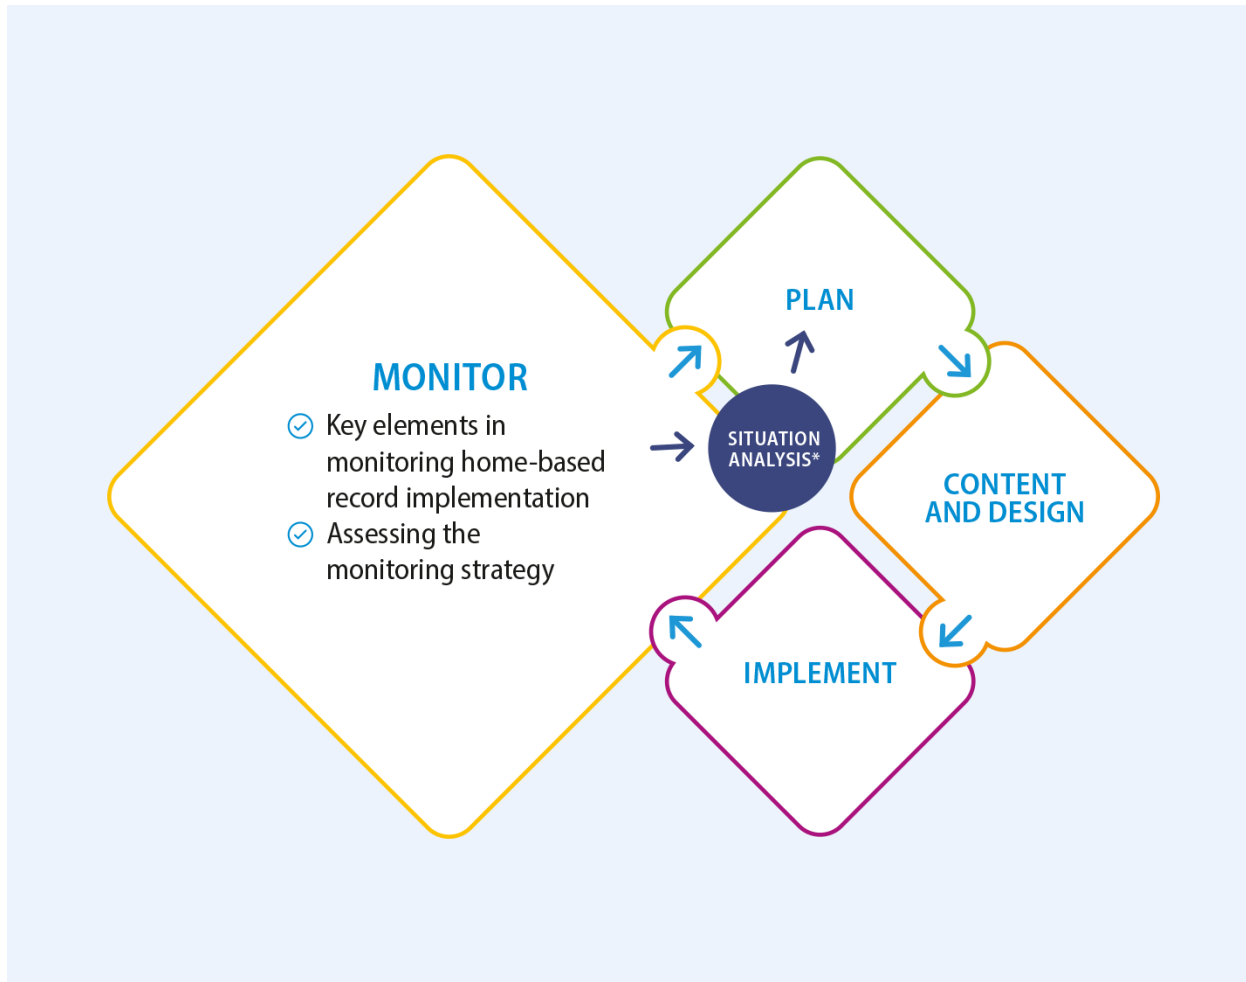 MONITOR
Key elements in
monitoring home-based
record implementation
Assessing the
monitoring strategy
PLAN
SITUATION
ANALYSIS*
CONTENT
AND DESIGN
IMPLEMENT